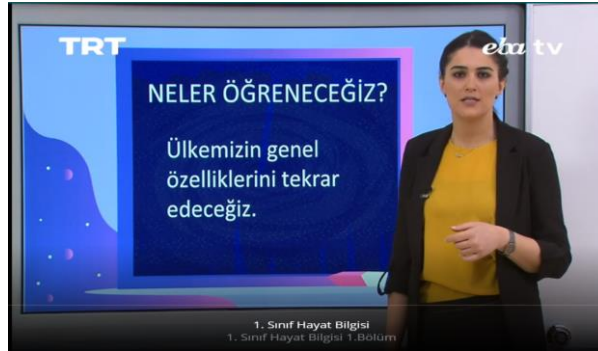 TRT
eba tv
NELER ÖĞRENECEĞİZ?
Ülkemizin genel
özelliklerini tekrar
edeceğiz.
1. Sınıf Hayat Bilgisi
1. Sınıf Hayat Bilgisi 1.Bölüm